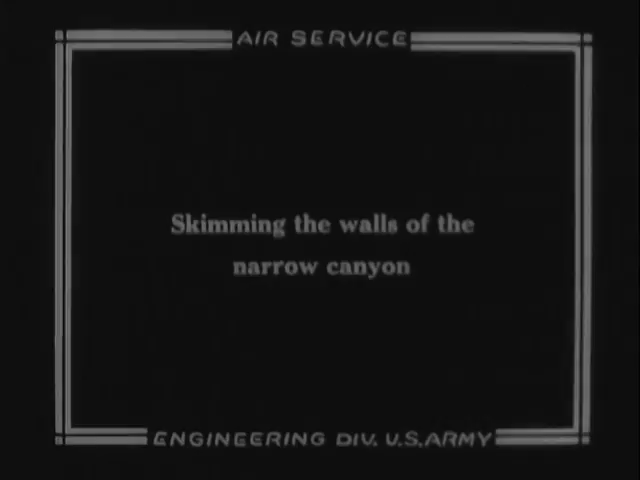 AIR SERVICE
Skimming the walls of the
narrow canyon
ENGINEERING DIV. U.S. ARMY